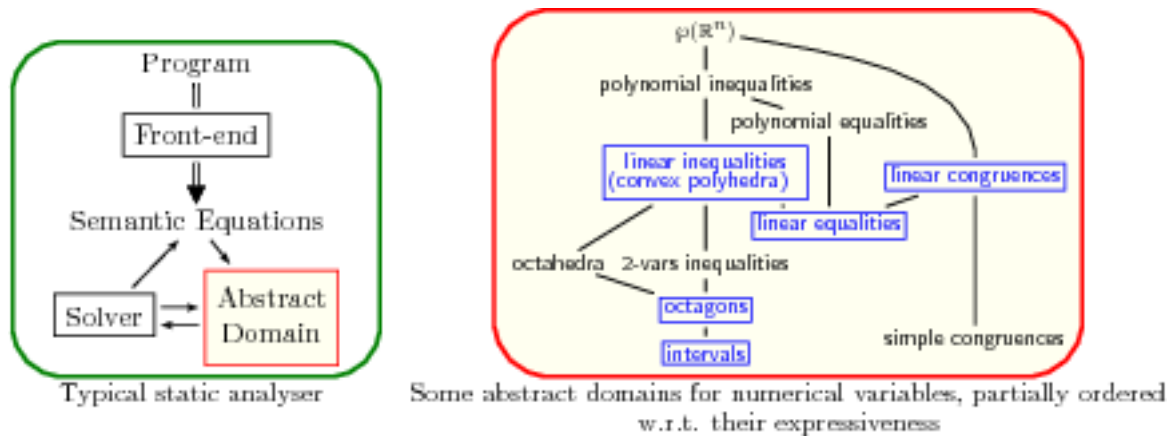 Program
Front-end
Semantic Equations
Solver
Abstract
Domain
Typical static analyser
℘(ℝⁿ)
polynomial inequalities
polynomial equalities
linear inequalities
(convex polyhedra)
linear congruences
linear equalities
octahedra
2-vars inequalities
octagons
simple congruences
intervals
Some abstract domains for numerical variables, partially ordered
w.r.t. their expressiveness